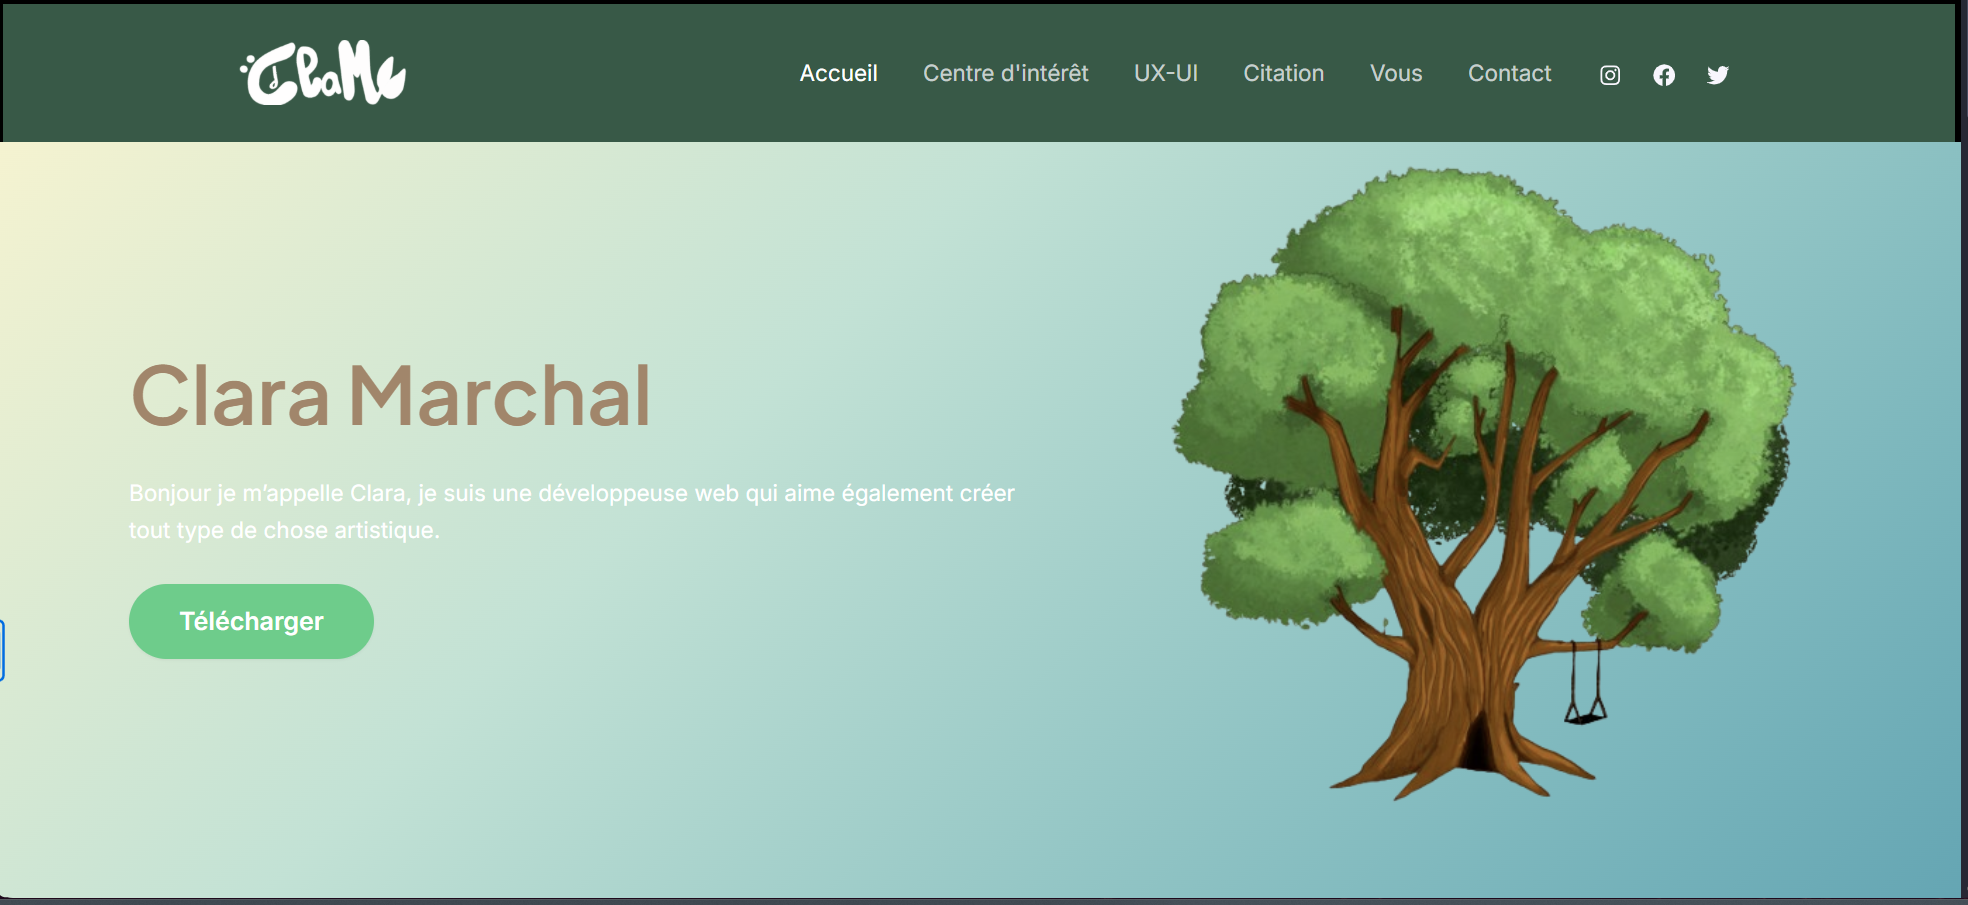 ClaMa
Accueil Centre d'intérêt UX-UI Citation Vous Contact
Clara Marchal
Bonjour je m’appelle Clara, je suis une développeuse web qui aime également créer
tout type de chose artistique.
Télécharger